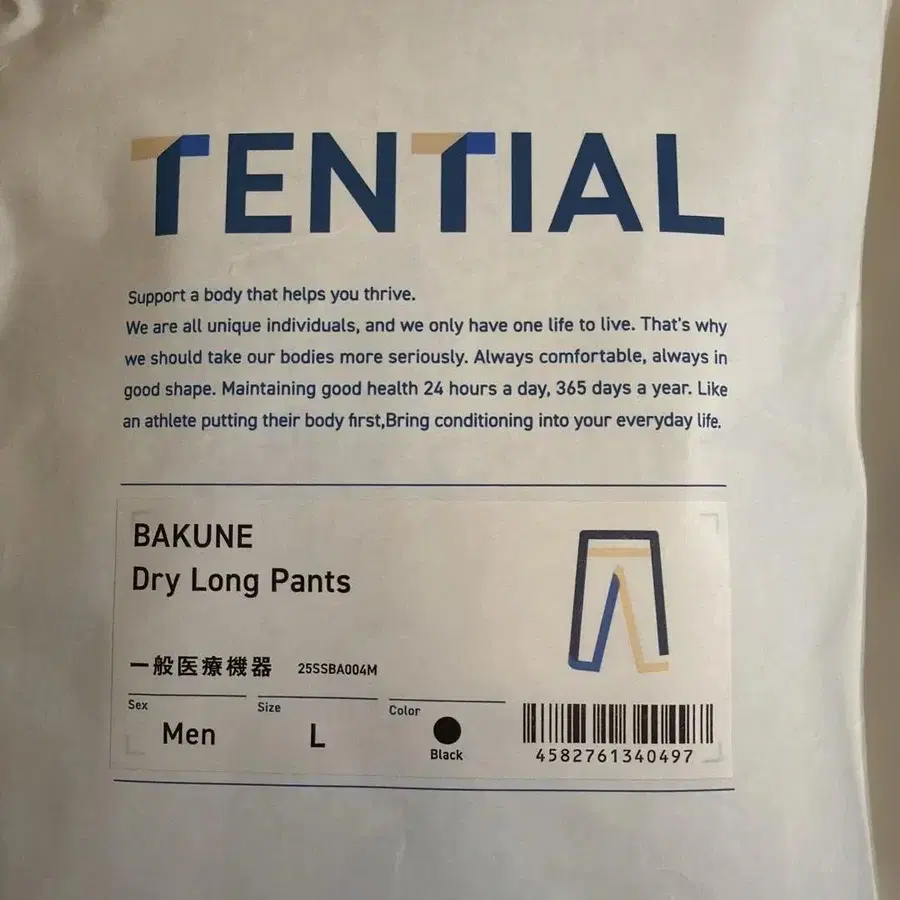 TENTIAL
Support a body that helps you thrive.
We are all unique individuals, and we only have one life to live. That's why
we should take our bodies more seriously. Always comfortable, always in
good shape. Maintaining good health 24 hours a day, 365 days a year. Like
an athlete putting their body first,Bring conditioning into your everyday life.
BAKUNE
Dry Long Pants
一般医療機器 25SSBA004M
Sex Size Color
Men L
Black
4582761340497